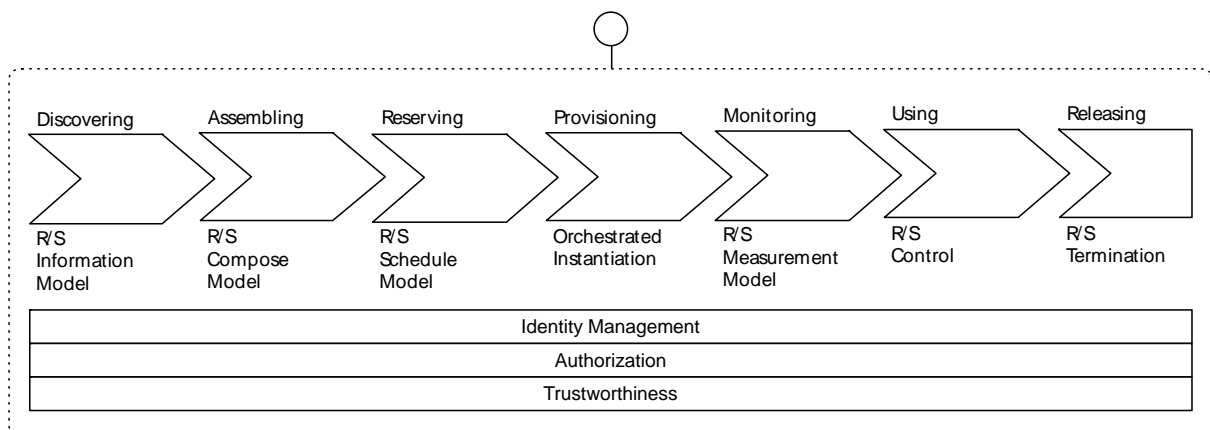 Discovering
Assembling
Reserving
Provisioning
Monitoring
Using
Releasing
R/S
Information
Model
R/S
Compose
Model
R/S
Schedule
Model
Orchestrated
Instantiation
R/S
Measurement
Model
R/S
Control
R/S
Termination
Identity Management
Authorization
Trustworthiness